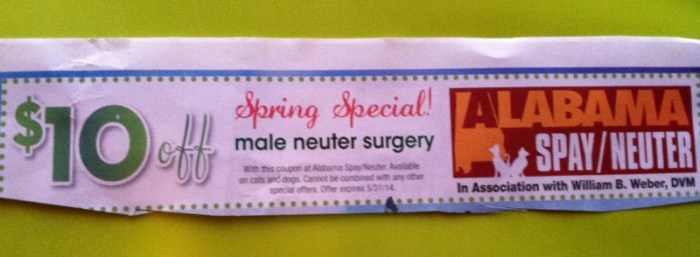 $10 off
Spring Special!
male neuter surgery
With this coupon at Alabama Spay/Neuter. Available
on cats and dogs. Cannot be combined with any other
special offers. Offer expires 5/31/14.
ALABAMA
SPAY/NEUTER
In Association with William B. Weber, DVM